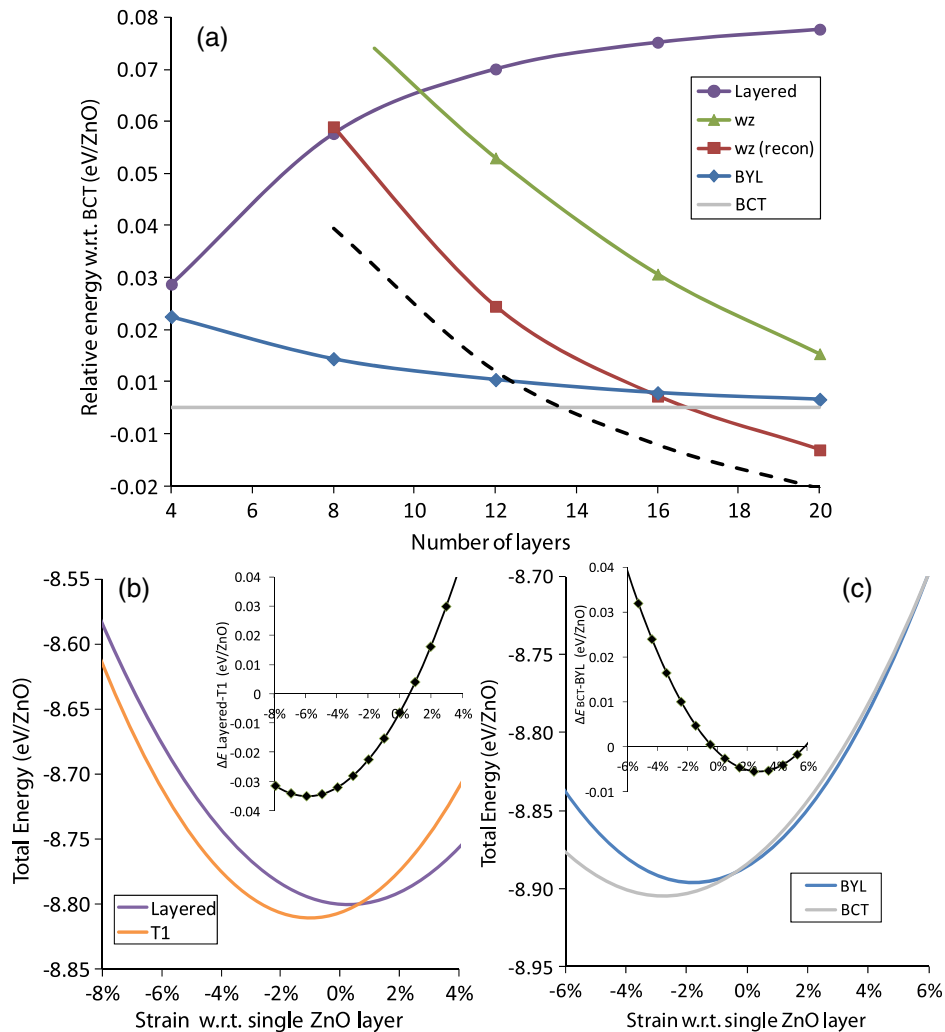 (a)
Relative energy w.r.t. BCT (eV/ZnO)
0.08
0.07
0.06
0.05
0.04
0.03
0.02
0.01
-0.01
-0.02
4 6 8 10 12 14 16 18 20
Number of layers
Layered
wz
wz (recon)
BYL
BCT
(b)
Total Energy (eV/ZnO)
-8.55
-8.60
-8.65
-8.70
-8.75
-8.80
-8.85
-8% -6% -4% -2% 0% 2% 4%
Strain w.r.t. single ZnO layer
Layered
T1
ΔE Layered-T1 (eV/ZnO)
0.04
0.03
0.02
0.01
0
-0.01
-0.02
-0.03
-0.04
-8% -6% -4% -2% 0% 2% 4%
(c)
Total Energy (eV/ZnO)
-8.70
-8.75
-8.80
-8.85
-8.90
-8.95
-6% -4% -2% 0% 2% 4% 6%
Strain w.r.t. single ZnO layer
BYL
BCT
ΔE BCT-BYL (eV/ZnO)
0.04
0.03
0.02
0.01
0
-0.01
-6% -4% -2% 0% 2% 4% 6%